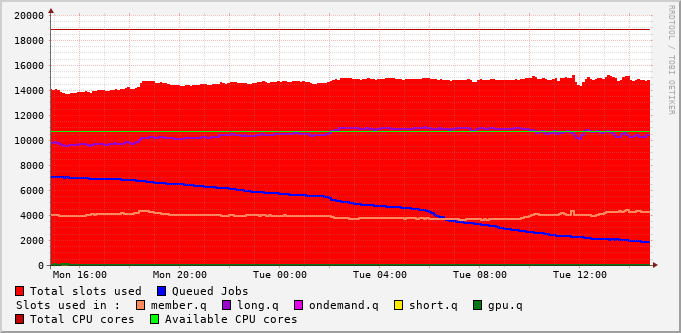 20000
18000
16000
14000
12000
10000
8000
6000
4000
2000
0
Mon 16:00 Mon 20:00 Tue 00:00 Tue 04:00 Tue 08:00 Tue 12:00
Total slots used Queued Jobs
Slots used in : member.q long.q ondemand.q short.q gpu.q
Total CPU cores Available CPU cores
RRDTOOL / TOBI OETIKER